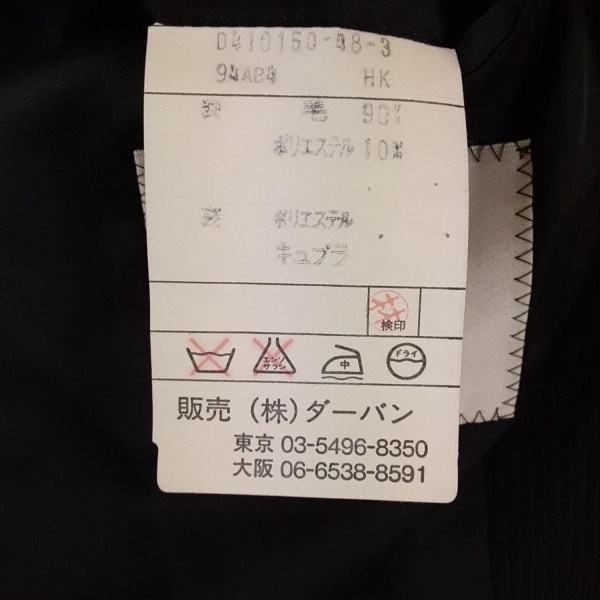 D410160-48-3
94AB4 HK
表 毛 90%
ポリエステル 10%
裏 ポリエステル
キュプラ
検印
エンソ サラシ 中 ドライ
販売 (株) ダーバン
東京 03-5496-8350
大阪 06-6538-8591